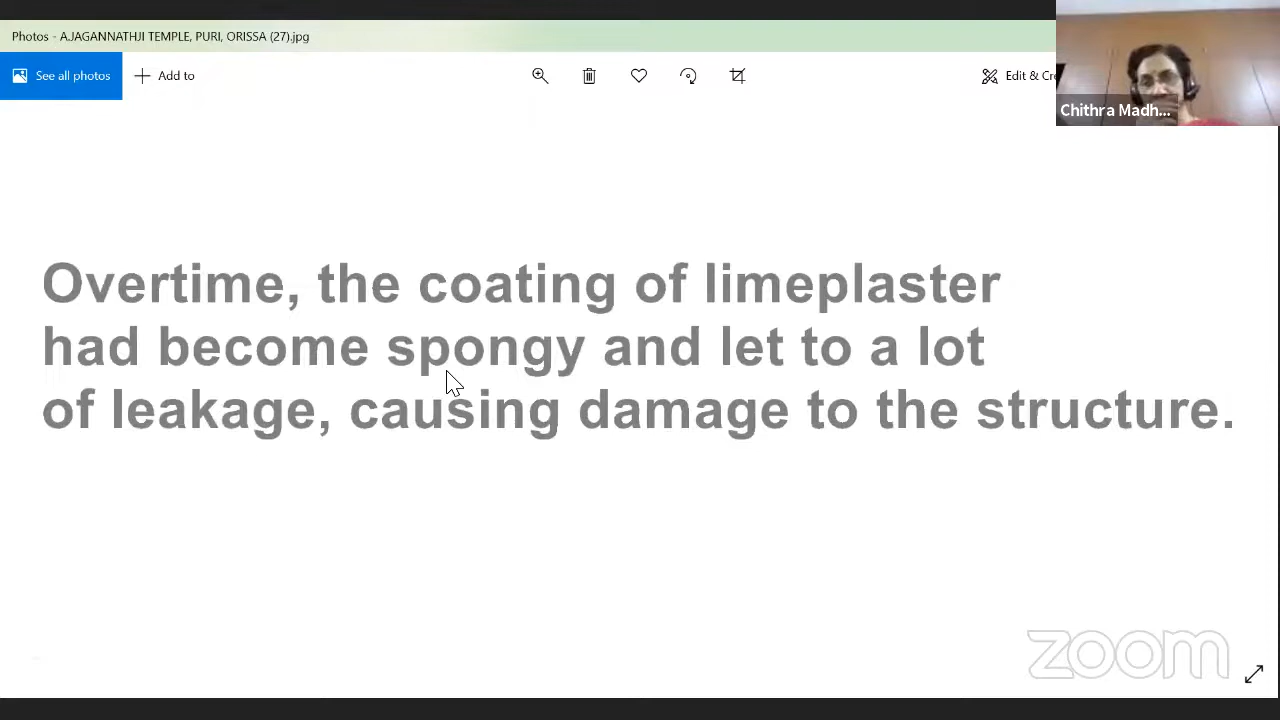 Photos - A.JAGANNATHJI TEMPLE, PURI, ORISSA (27).jpg
See all photos
Add to
Edit & Cre
Chithra Madh...
Overtime, the coating of limeplaster
had become spongy and let to a lot
of leakage, causing damage to the structure.
zoom